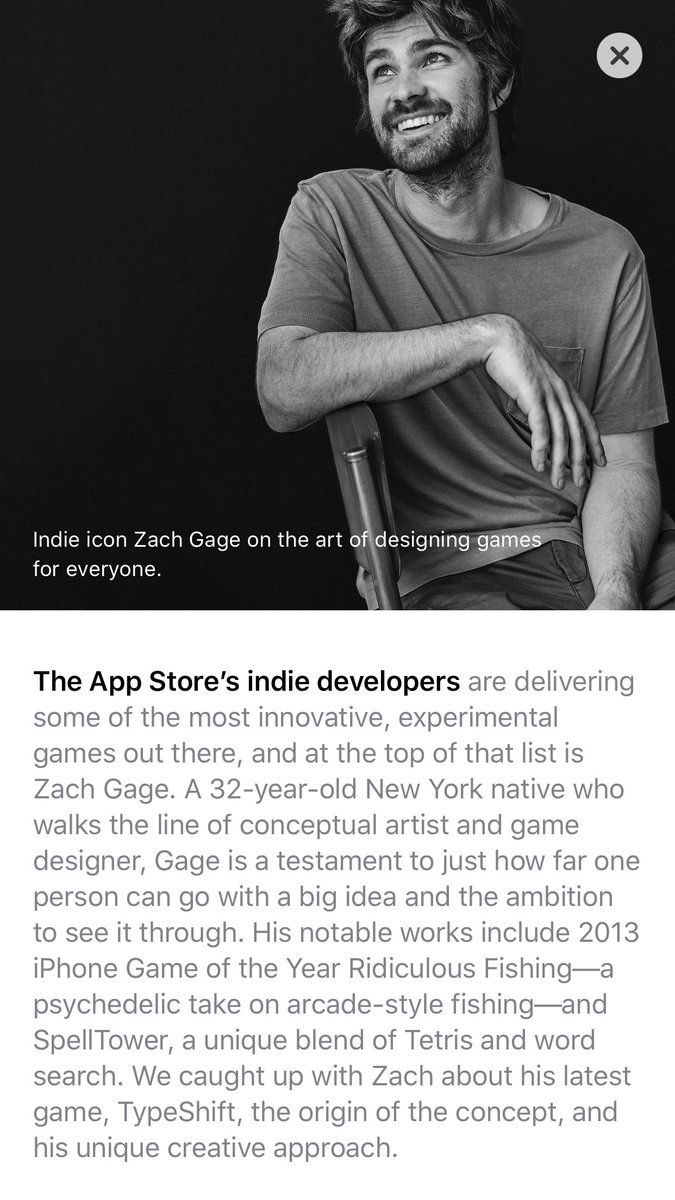 Indie icon Zach Gage on the art of designing games
for everyone.
The App Store’s indie developers are delivering
some of the most innovative, experimental
games out there, and at the top of that list is
Zach Gage. A 32-year-old New York native who
walks the line of conceptual artist and game
designer, Gage is a testament to just how far one
person can go with a big idea and the ambition
to see it through. His notable works include 2013
iPhone Game of the Year Ridiculous Fishing—a
psychedelic take on arcade-style fishing—and
SpellTower, a unique blend of Tetris and word
search. We caught up with Zach about his latest
game, TypeShift, the origin of the concept, and
his unique creative approach.